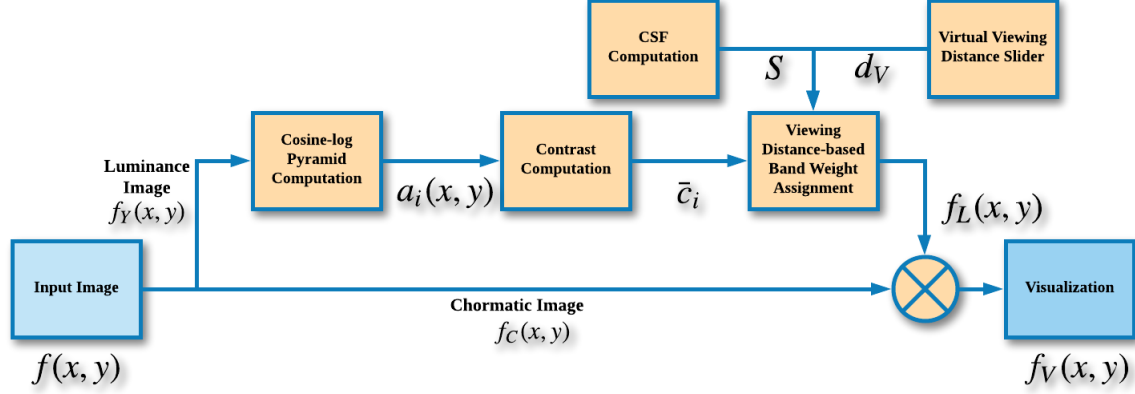 CSF
Computation
S
d_V
Virtual Viewing
Distance Slider
Luminance
Image
f_Y(x, y)
Cosine-log
Pyramid
Computation
a_i(x, y)
Contrast
Computation
c̄_i
Viewing
Distance-based
Band Weight
Assignment
f_L(x, y)
Input Image
f(x, y)
Chormatic Image
f_C(x, y)
Visualization
f_V(x, y)